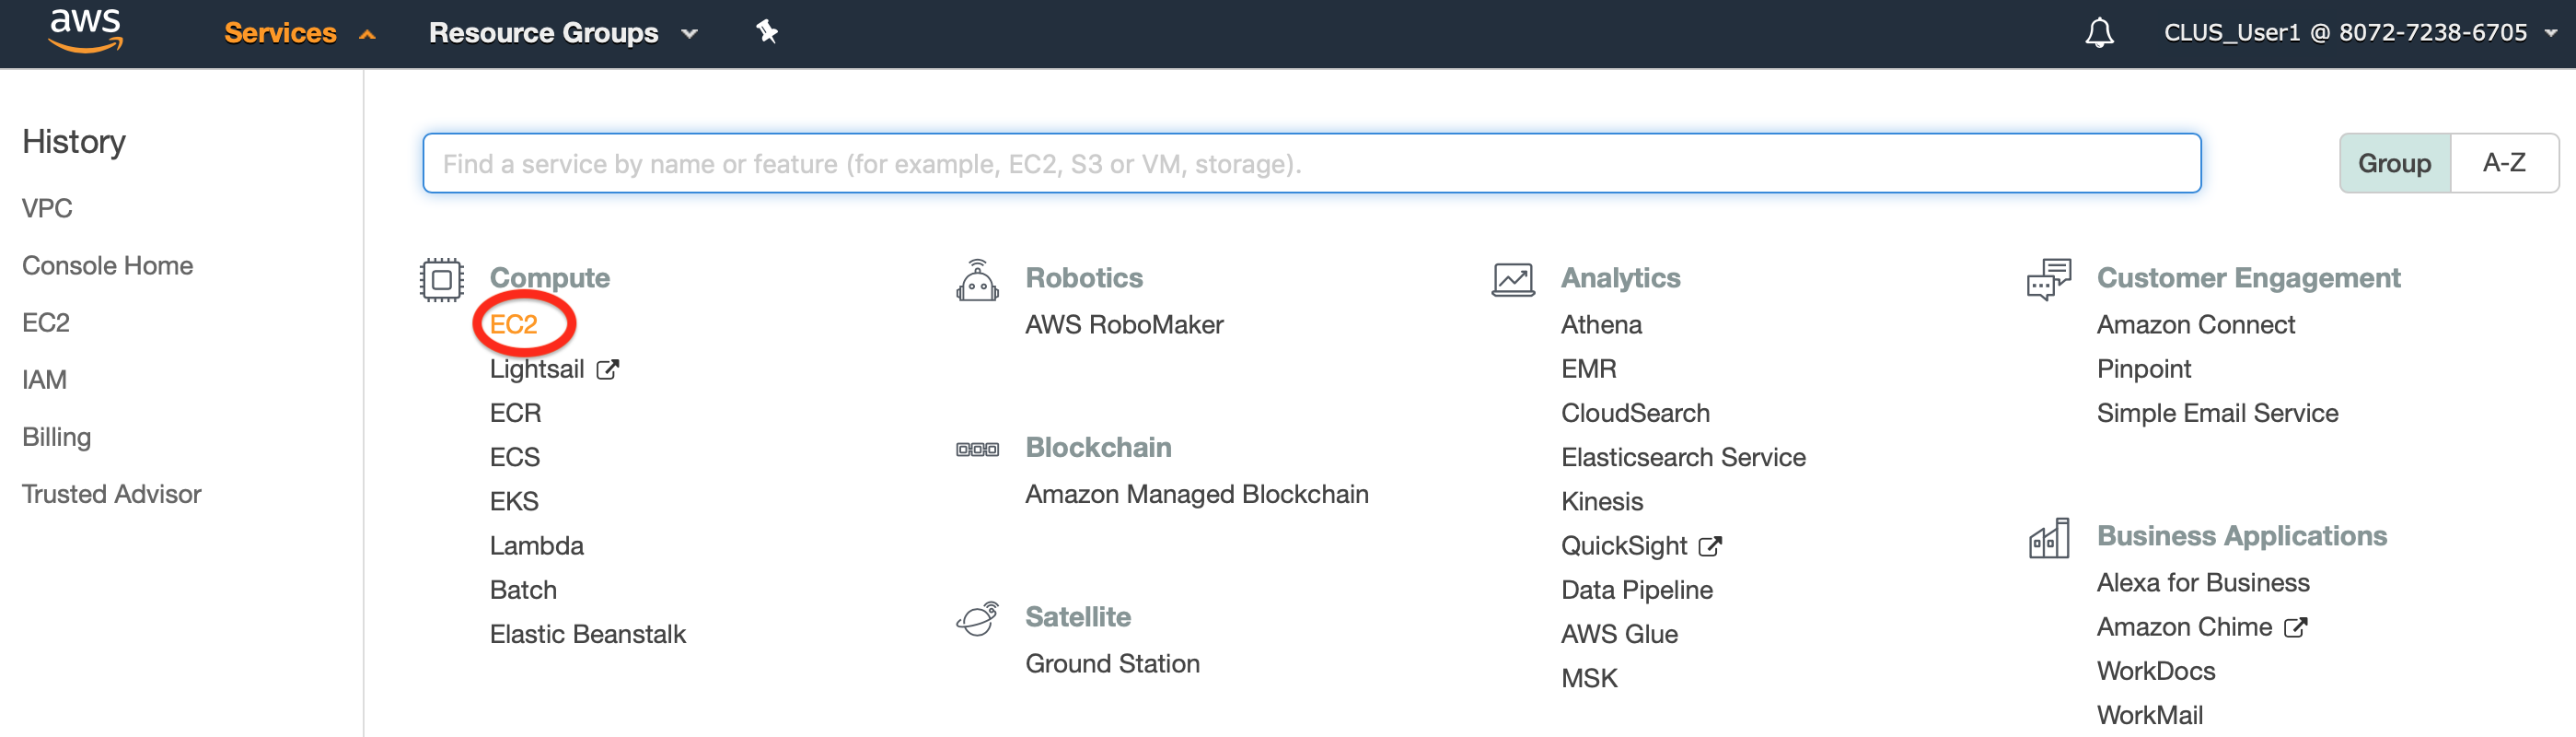 aws Services Resource Groups CLUS_User1 @ 8072-7238-6705
History
VPC
Console Home
EC2
IAM
Billing
Trusted Advisor
Find a service by name or feature (for example, EC2, S3 or VM, storage).
Group A-Z
Compute
EC2
Lightsail
ECR
ECS
EKS
Lambda
Batch
Elastic Beanstalk
Robotics
AWS RoboMaker
Blockchain
Amazon Managed Blockchain
Satellite
Ground Station
Analytics
Athena
EMR
CloudSearch
Elasticsearch Service
Kinesis
QuickSight
Data Pipeline
AWS Glue
MSK
Customer Engagement
Amazon Connect
Pinpoint
Simple Email Service
Business Applications
Alexa for Business
Amazon Chime
WorkDocs
WorkMail